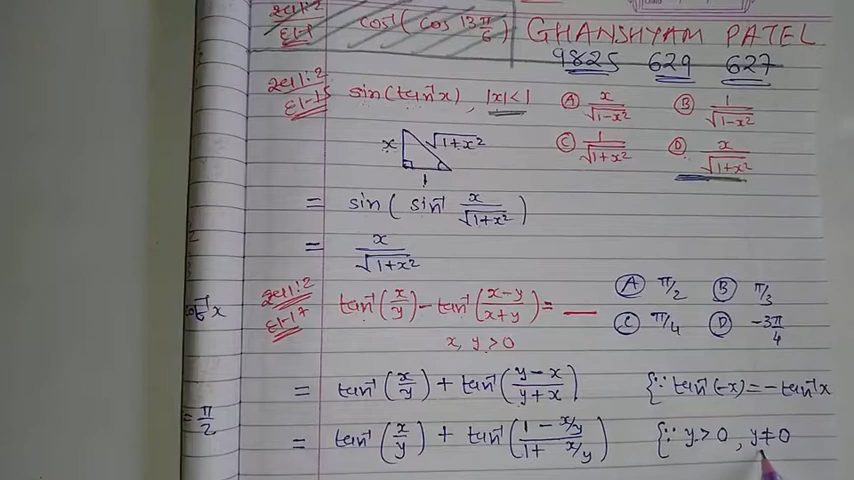 cos⁻¹ (cos 13π/6) GHANSHYAM PATEL
9825 629 627
sin(tan⁻¹x), |x|<1 Ⓐ x/√(1-x²) Ⓑ 1/√(1-x²)
x √(1+x²) Ⓒ 1/√(1+x²) Ⓓ x/√(1+x²)
1
= sin( sin⁻¹ x/√(1+x²) )
= x/√(1+x²)
tan⁻¹(x/y) - tan⁻¹((x-y)/(x+y)) = __ Ⓐ π/2 Ⓑ π/3
x, y > 0 Ⓒ π/4 Ⓓ -3π/4
= tan⁻¹(x/y) + tan⁻¹((y-x)/(y+x)) {∵ tan⁻¹(-x) = -tan⁻¹x
= π/2
= tan⁻¹(x/y) + tan⁻¹((1 - x/y)/(1 + x/y)) {∵ y > 0, y ≠ 0